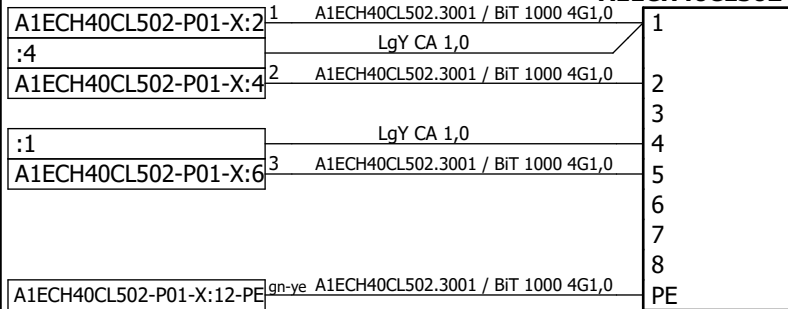 A1ECH40CL502-P01-X:2 1 A1ECH40CL502.3001 / BiT 1000 4G1,0 1
:4 LgY CA 1,0
A1ECH40CL502-P01-X:4 2 A1ECH40CL502.3001 / BiT 1000 4G1,0 2
3
:1 LgY CA 1,0 4
A1ECH40CL502-P01-X:6 3 A1ECH40CL502.3001 / BiT 1000 4G1,0 5
6
7
8
A1ECH40CL502-P01-X:12-PE gn-ye A1ECH40CL502.3001 / BiT 1000 4G1,0 PE